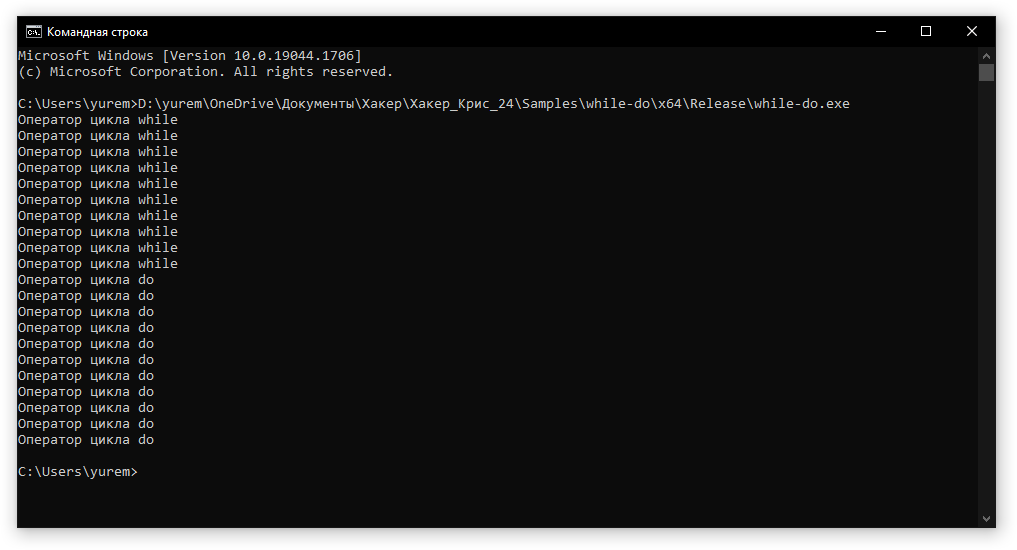 Командная строка
Microsoft Windows [Version 10.0.19044.1706]
(c) Microsoft Corporation. All rights reserved.
C:\Users\yurem>D:\yurem\OneDrive\Документы\Хакер\Хакер_Крис_24\Samples\while-do\x64\Release\while-do.exe
Оператор цикла while
Оператор цикла while
Оператор цикла while
Оператор цикла while
Оператор цикла while
Оператор цикла while
Оператор цикла while
Оператор цикла while
Оператор цикла while
Оператор цикла while
Оператор цикла do
Оператор цикла do
Оператор цикла do
Оператор цикла do
Оператор цикла do
Оператор цикла do
Оператор цикла do
Оператор цикла do
Оператор цикла do
Оператор цикла do
Оператор цикла do
C:\Users\yurem>